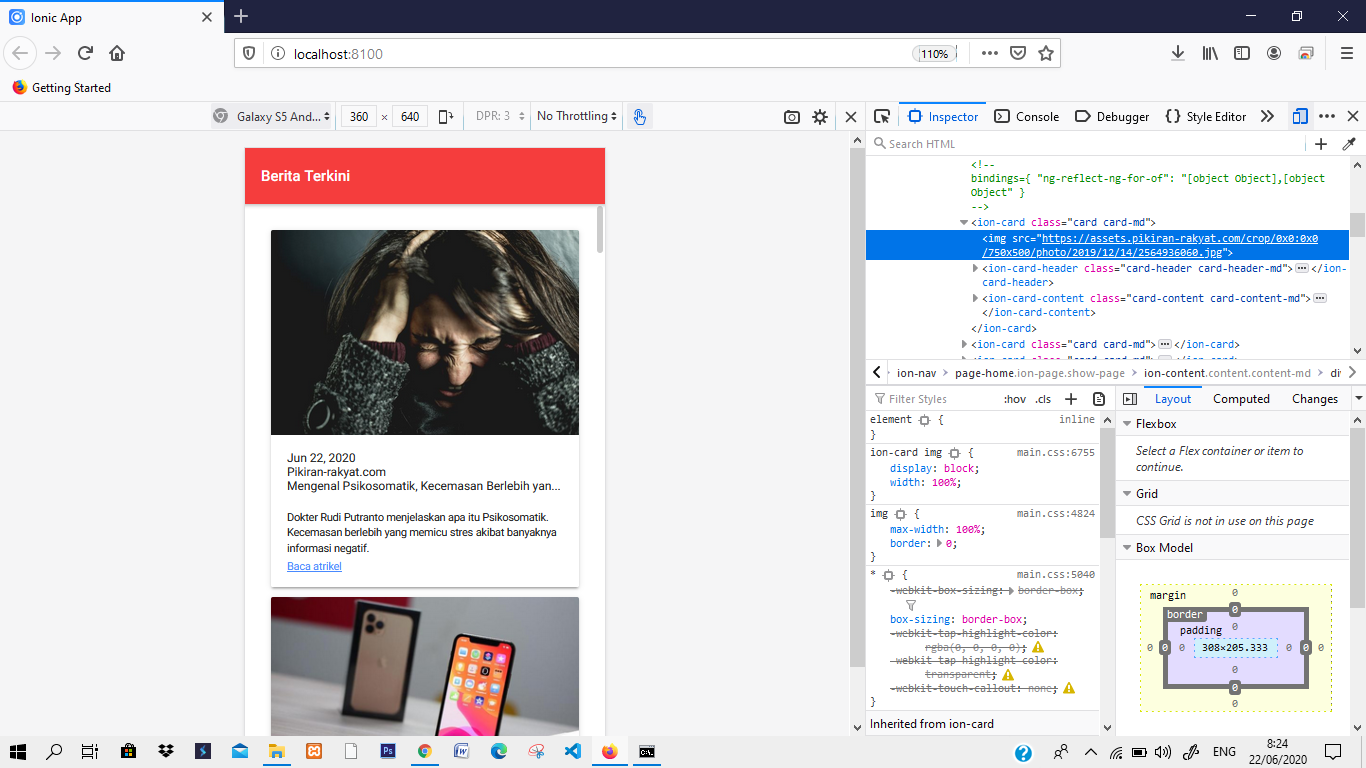 Ionic App
localhost:8100
110%
Getting Started
Galaxy S5 And...
360 × 640
DPR: 3
No Throttling
Inspector
Console
Debugger
Style Editor
Search HTML
Berita Terkini
Jun 22, 2020
Pikiran-rakyat.com
Mengenal Psikosomatik, Kecemasan Berlebih yan...
Dokter Rudi Putranto menjelaskan apa itu Psikosomatik.
Kecemasan berlebih yang memicu stres akibat banyaknya
informasi negatif.
Baca atrikel
<!--
bindings={ "ng-reflect-ng-for-of": "[object Object],[object
Object" }
-->
<ion-card class="card card-md">
<img src="https://assets.pikiran-rakyat.com/crop/0x0:0x0
/750x500/photo/2019/12/14/2564936060.jpg">
<ion-card-header class="card-header card-header-md"></ion-
card-header>
<ion-card-content class="card-content card-content-md">
</ion-card-content>
</ion-card>
<ion-card class="card card-md"></ion-card>
<ion-card class="card card-md"></ion-card>
ion-nav
page-home.ion-page.show-page
ion-content.content.content-md
di
Filter Styles
:hov .cls
element { inline
}
ion-card img { main.css:6755
display: block;
width: 100%;
}
img { main.css:4824
max-width: 100%;
border: 0;
}
* { main.css:5040
-webkit-box-sizing: border-box;
box-sizing: border-box;
-webkit-tap-highlight-color:
rgba(0, 0, 0, 0);
-webkit-tap-highlight-color:
transparent;
-webkit-touch-callout: none;
}
Inherited from ion-card
Layout
Computed
Changes
Flexbox
Select a Flex container or item to
continue.
Grid
CSS Grid is not in use on this page
Box Model
margin 0
border 0
padding 0
0 0 0 308×205.333 0 0 0
0
0
0
ENG
8:24
22/06/2020